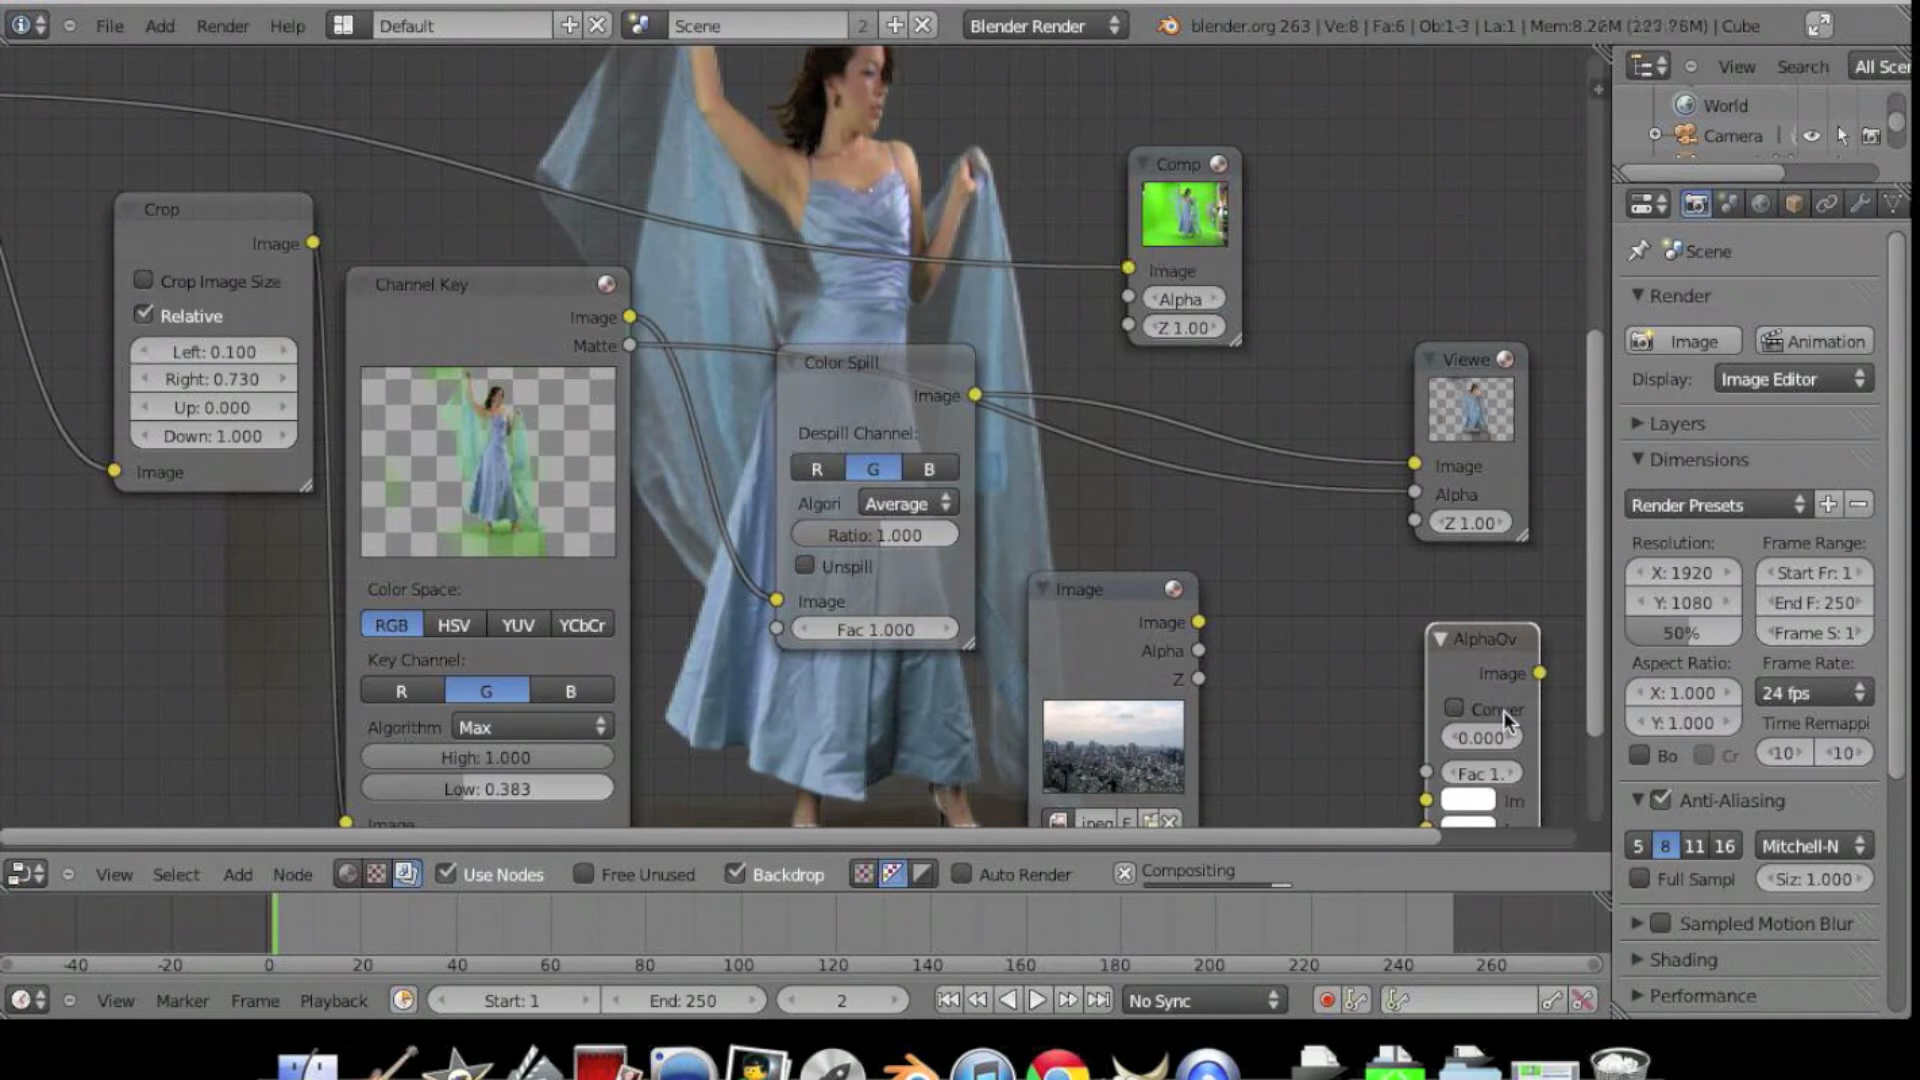 File Add Render Help Default Scene 2 Blender Render blender.org 263 | Ve:8 | Fa:6 | Ob:1-3 | La:1 | Cube
View Search All Scer
World
Camera
Crop
Image
Crop Image Size
Relative
Left: 0.100
Right: 0.730
Up: 0.000
Down: 1.000
Image
Channel Key
Image
Matte
Color Space:
RGB HSV YUV YCbCr
Key Channel:
R G B
Algorithm Max
High: 1.000
Low: 0.383
Image
Color Spill
Image
Despill Channel:
R G B
Algori Average
Ratio: 1.000
Unspill
Image
Fac 1.000
Comp
Image
Alpha
Z 1.00
Viewe
Image
Alpha
Z 1.00
Image
Image
Alpha
Z
AlphaOv
Image
0.000
Fac 1.
Im
Scene
Render
Image Animation
Display: Image Editor
Layers
Dimensions
Render Presets
Resolution: Frame Range:
X: 1920 Start Fr: 1
Y: 1080 End F: 250
50% Frame S: 1
Aspect Ratio: Frame Rate:
X: 1.000 24 fps
Y: 1.000 Time Remappi
Bo Cr 10 10
Anti-Aliasing
5 8 11 16 Mitchell-N
Full Sampl Siz: 1.000
Sampled Motion Blur
Shading
Performance
View Select Add Node Use Nodes Free Unused Backdrop Auto Render Compositing
-40 -20 0 20 40 60 80 100 120 140 160 180 200 220 240 260
View Marker Frame Playback Start: 1 End: 250 2 No Sync